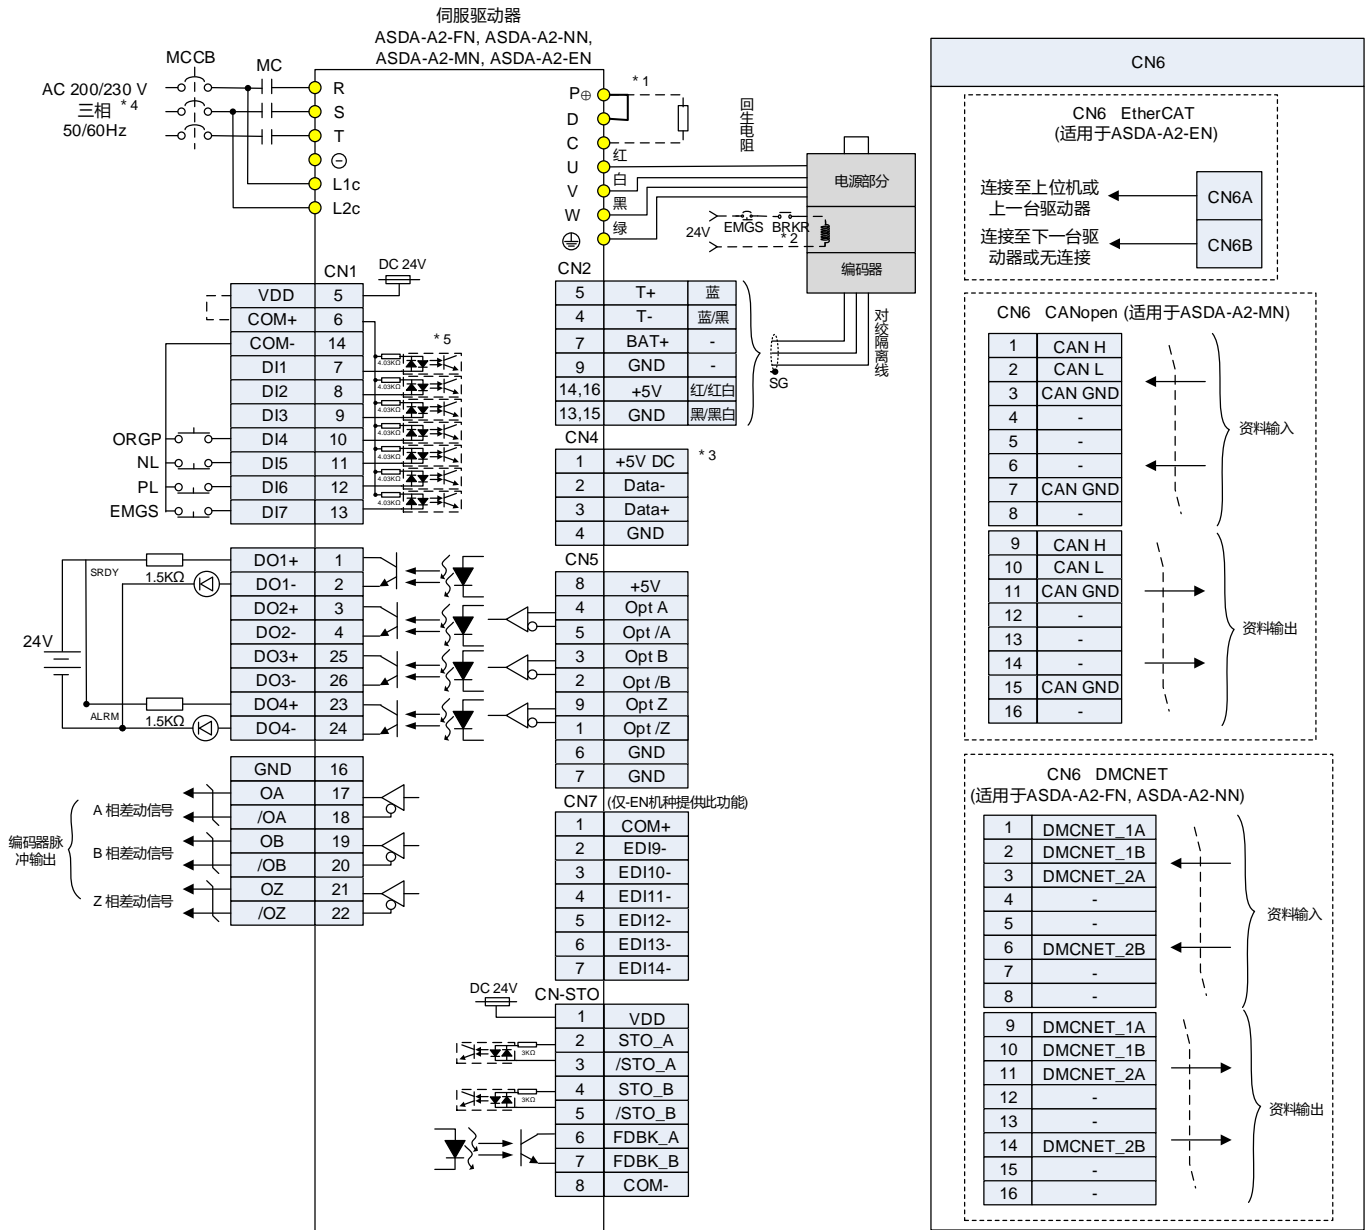 伺服驱动器
ASDA-A2-FN, ASDA-A2-NN,
ASDA-A2-MN, ASDA-A2-EN
MCCB
MC
AC 200/230 V
三相 * 4
50/60Hz
R
S
T
⊖
L1c
L2c
P⊕
D
C
U
V
W
* 1
回生电阻
红
白
黑
绿
24V
EMGS
BRKR
* 2
电源部分
编码器
对绞隔离线
SG
CN1
DC 24V
VDD 5
COM+ 6
COM- 14
DI1 7
DI2 8
DI3 9
DI4 10
DI5 11
DI6 12
DI7 13
ORGP
NL
PL
EMGS
* 5
4.03KΩ
4.03KΩ
4.03KΩ
4.03KΩ
4.03KΩ
4.03KΩ
4.03KΩ
DO1+ 1
DO1- 2
DO2+ 3
DO2- 4
DO3+ 25
DO3- 26
DO4+ 23
DO4- 24
SRDY
1.5KΩ
24V
ALRM
1.5KΩ
GND 16
OA 17
/OA 18
OB 19
/OB 20
OZ 21
/OZ 22
编码器脉
冲输出
A 相差动信号
B 相差动信号
Z 相差动信号
CN2
5 T+ 蓝
4 T- 蓝/黑
7 BAT+ -
9 GND -
14,16 +5V 红/红白
13,15 GND 黑/黑白
CN4
* 3
1 +5V DC
2 Data-
3 Data+
4 GND
CN5
8 +5V
4 Opt A
5 Opt /A
3 Opt B
2 Opt /B
9 Opt Z
1 Opt /Z
6 GND
7 GND
CN7 (仅-EN机种提供此功能)
1 COM+
2 EDI9-
3 EDI10-
4 EDI11-
5 EDI12-
6 EDI13-
7 EDI14-
DC 24V
CN-STO
1 VDD
2 STO_A
3 /STO_A
4 STO_B
5 /STO_B
6 FDBK_A
7 FDBK_B
8 COM-
3KΩ
3KΩ
CN6
CN6 EtherCAT
(适用于ASDA-A2-EN)
连接至上位机或
上一台驱动器
CN6A
连接至下一台驱
动器或无连接
CN6B
CN6 CANopen (适用于ASDA-A2-MN)
1 CAN H
2 CAN L
3 CAN GND
4 -
5 -
6 -
7 CAN GND
8 -
资料输入
9 CAN H
10 CAN L
11 CAN GND
12 -
13 -
14 -
15 CAN GND
16 -
资料输出
CN6 DMCNET
(适用于ASDA-A2-FN, ASDA-A2-NN)
1 DMCNET_1A
2 DMCNET_1B
3 DMCNET_2A
4 -
5 -
6 DMCNET_2B
7 -
8 -
资料输入
9 DMCNET_1A
10 DMCNET_1B
11 DMCNET_2A
12 -
13 -
14 DMCNET_2B
15 -
16 -
资料输出